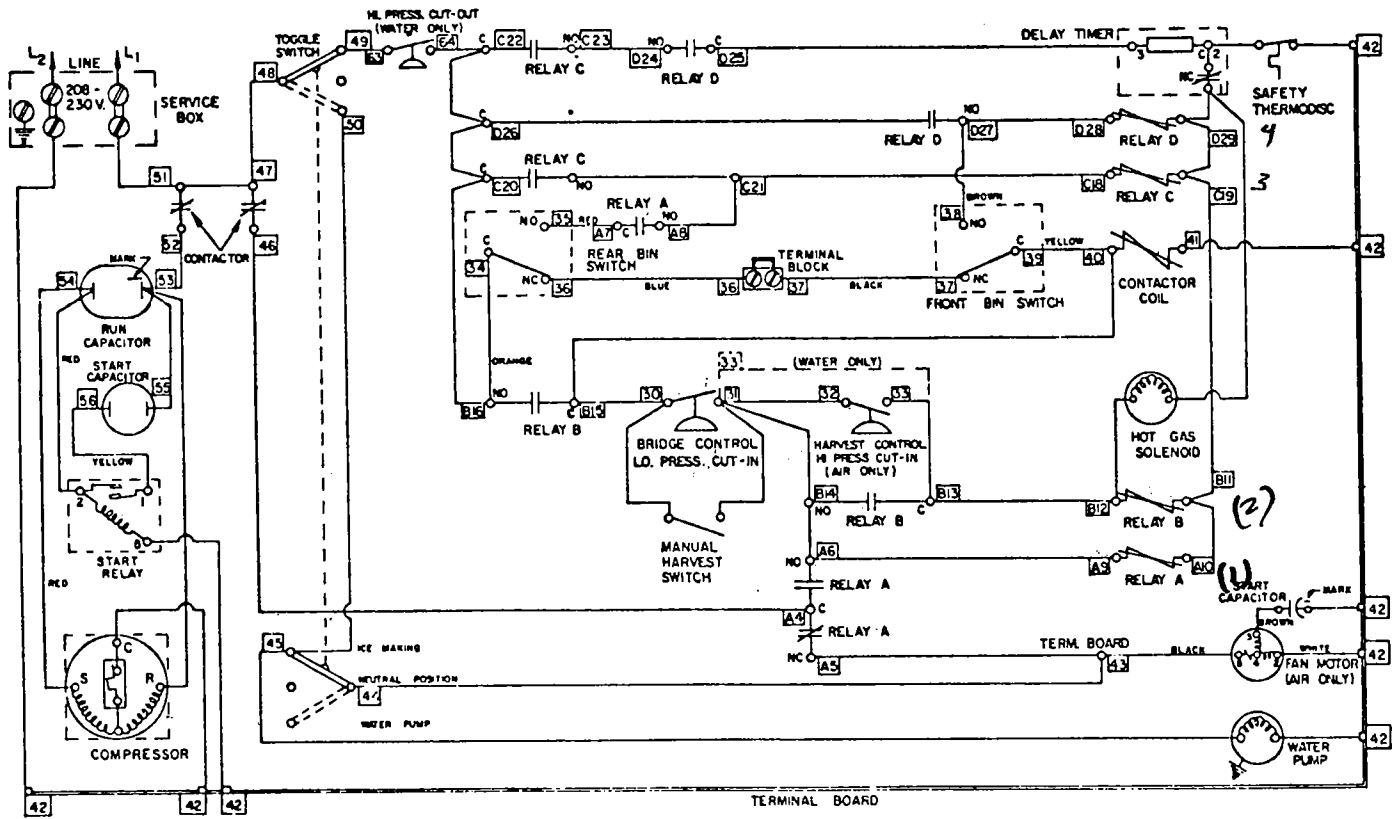 HI. PRESS. CUT-OUT
(WATER ONLY)
TOGGLE
SWITCH
49
63
64
C
C22
NO
C23
RELAY C
NO
D24
C
D25
RELAY D
DELAY TIMER
3
C
2
NC
42
SAFETY
THERMODISC
L2
L1
LINE
208 -
230 V.
SERVICE
BOX
48
50
C
D26
NO
D27
RELAY D
D28
RELAY D
D29
4
51
47
RELAY C
C
C20
NO
C21
C18
RELAY C
C19
3
52
CONTACTOR
46
NO
35
RED
A7
C
RELAY A
NO
A8
REAR BIN
SWITCH
BROWN
38
NO
C
34
NC
36
BLUE
36
TERMINAL
BLOCK
37
BLACK
37
NC
C
39
YELLOW
40
41
42
FRONT BIN SWITCH
CONTACTOR
COIL
MARK
54
53
RUN
CAPACITOR
RED
START
CAPACITOR
56
55
YELLOW
2
1
6
START
RELAY
RED
ORANGE
NO
B16
RELAY B
C
B15
30
33
31
(WATER ONLY)
32
33
BRIDGE CONTROL
LO. PRESS. CUT-IN
HARVEST CONTROL
HI PRESS CUT-IN
(AIR ONLY)
HOT GAS
SOLENOID
MANUAL
HARVEST
SWITCH
B14
NO
RELAY B
B13
C
B12
RELAY B
B11
(2)
NO
A6
A9
RELAY A
A10
(1)
RELAY A
A4
C
RELAY A
NC
A5
START
CAPACITOR
MARK
BROWN
42
45
ICE MAKING
NEUTRAL POSITION
44
WATER PUMP
TERM. BOARD
43
BLACK
WHITE
42
FAN MOTOR
(AIR ONLY)
C
S
R
COMPRESSOR
WATER
PUMP
42
42
42
42
TERMINAL BOARD